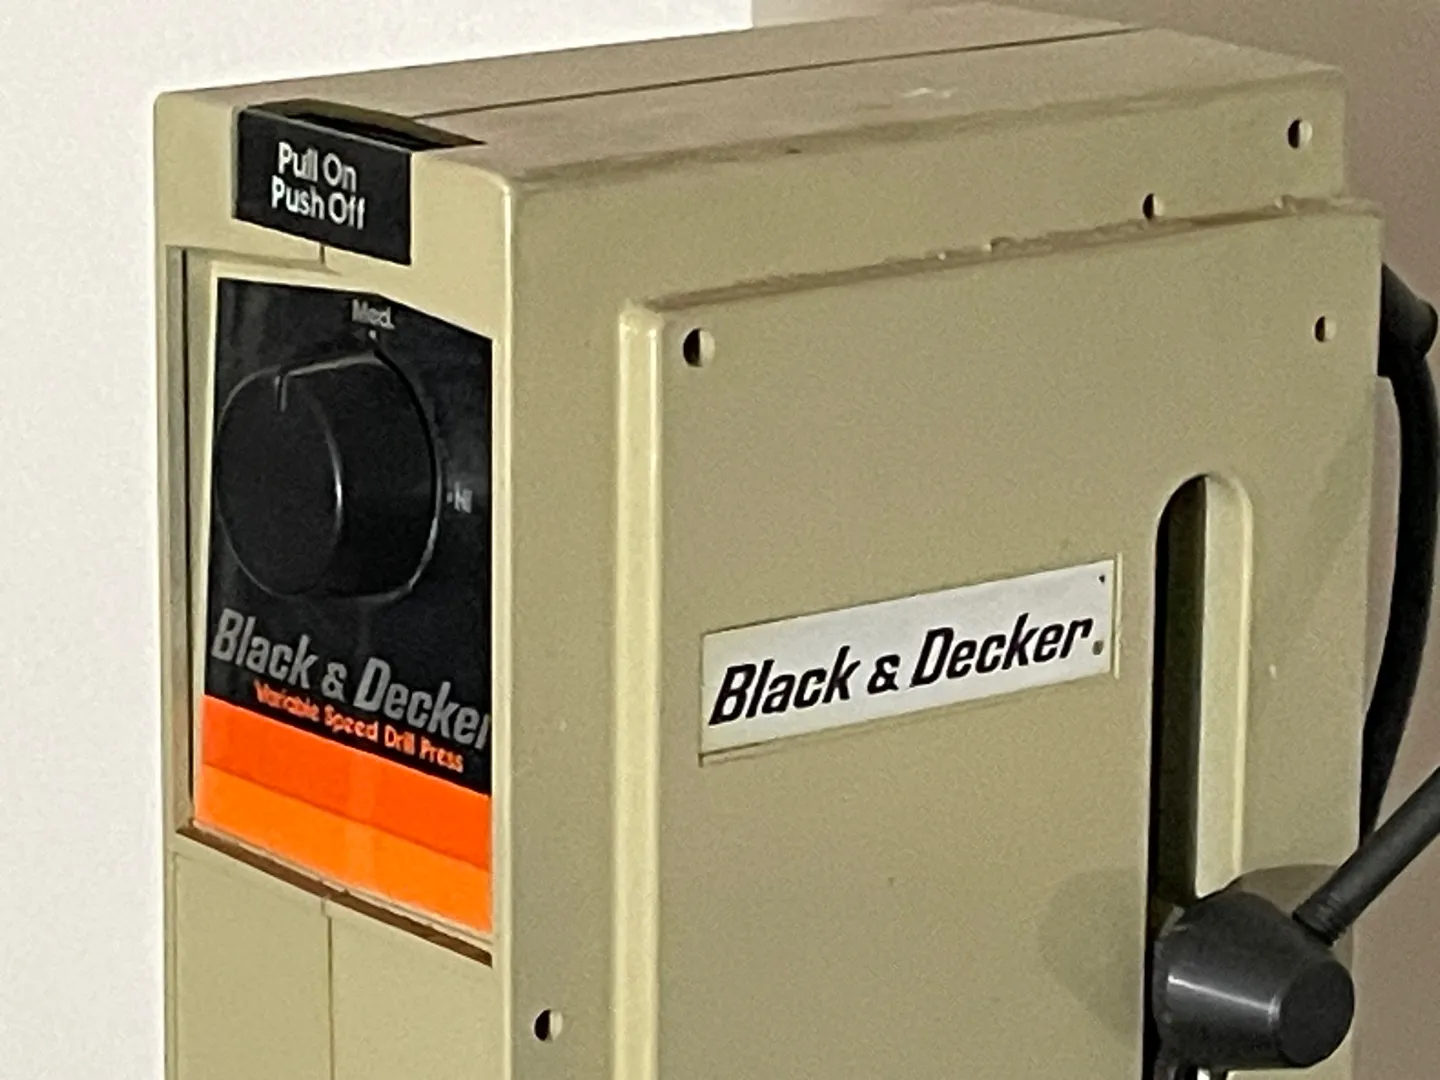 Pull On
Push Off
Med.
HI
Black & Decker
Variable Speed Drill Press
Black & Decker